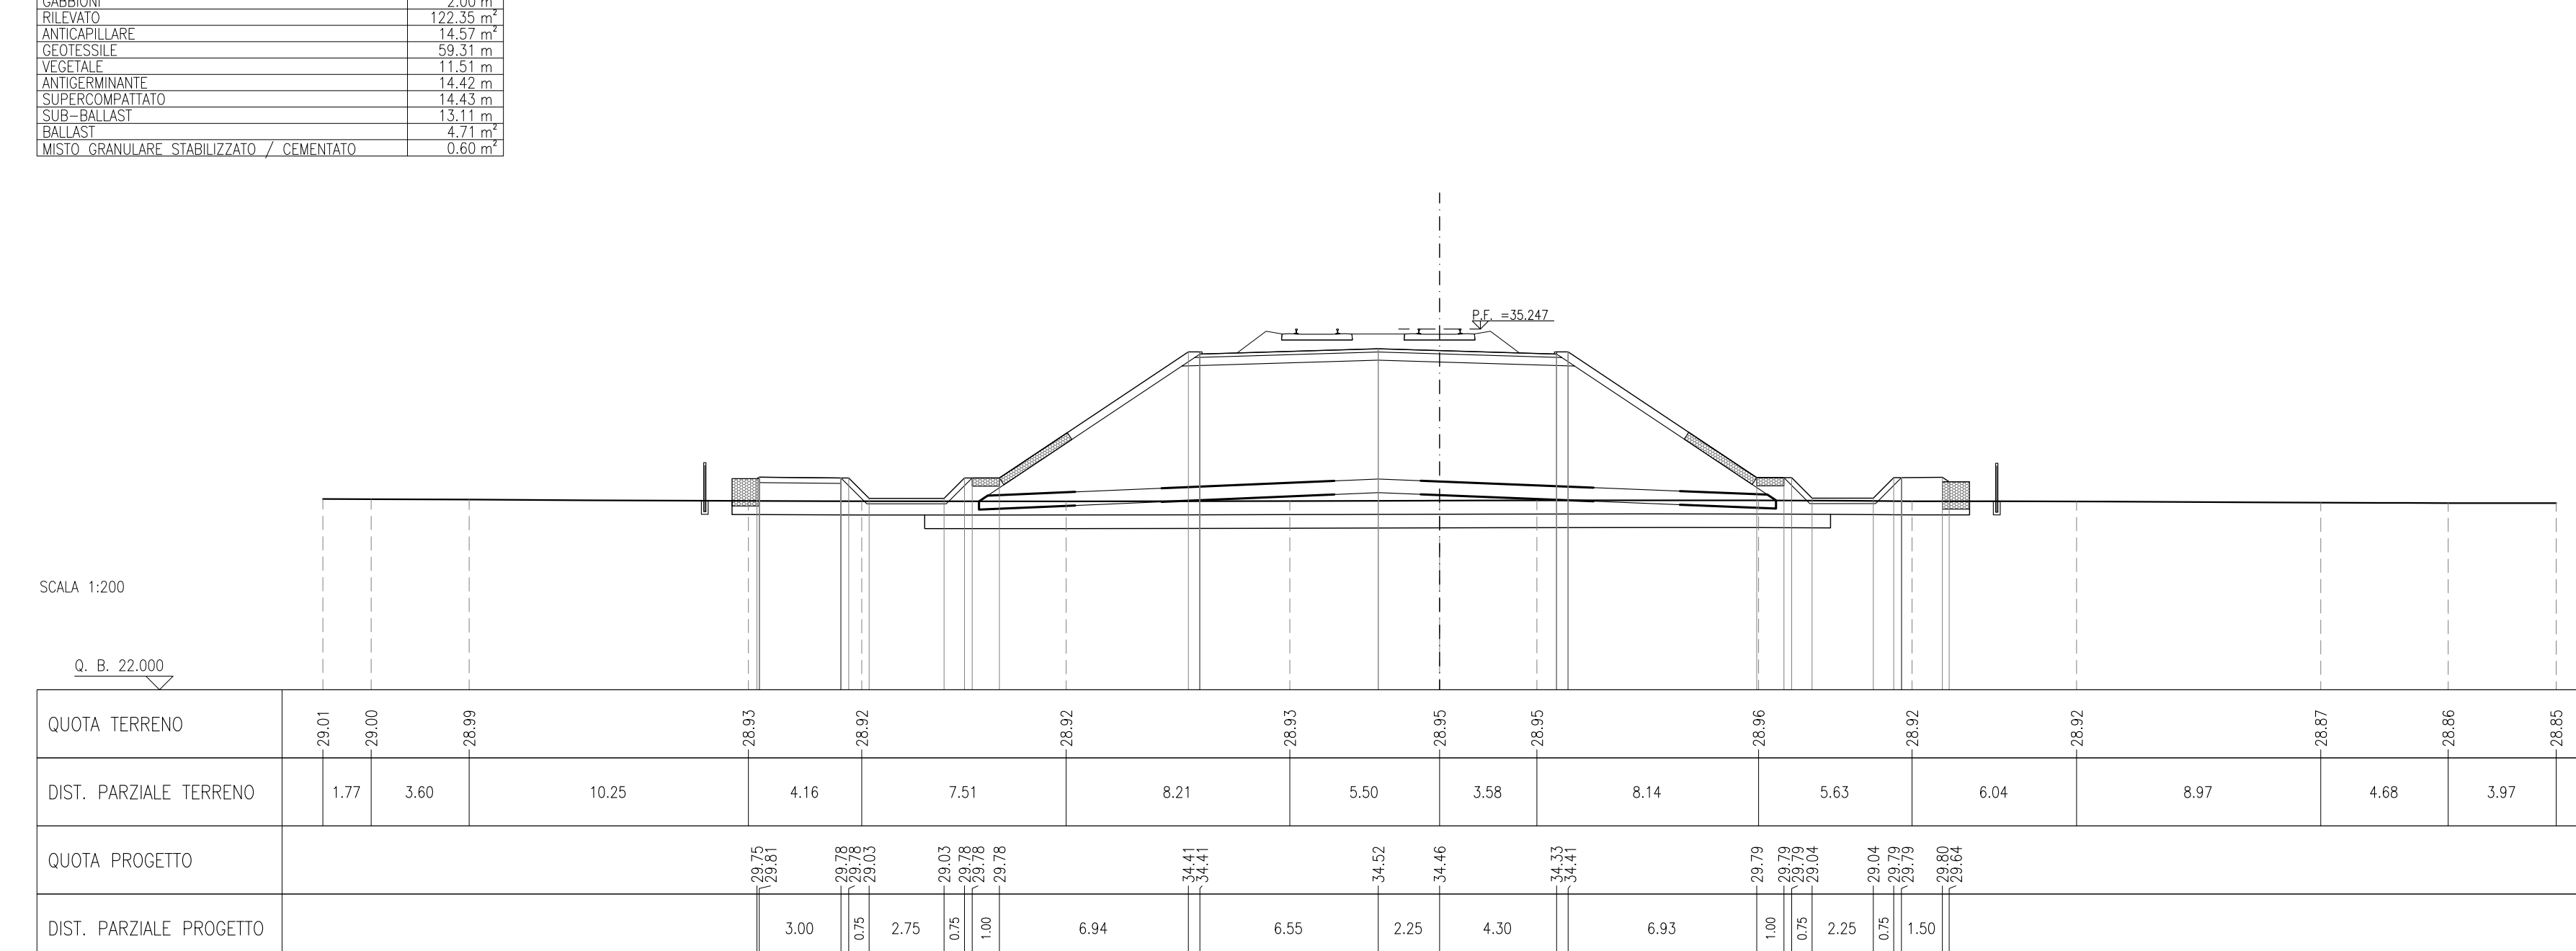 GABBIONI 2.00 m
RILEVATO 122.35 m²
ANTICAPILLARE 14.57 m²
GEOTESSILE 59.31 m
VEGETALE 11.51 m
ANTIGERMINANTE 14.42 m
SUPERCOMPATTATO 14.43 m
SUB-BALLAST 13.11 m
BALLAST 4.71 m²
MISTO GRANULARE STABILIZZATO / CEMENTATO 0.60 m²
P.F. =35.247
SCALA 1:200
Q. B. 22.000
QUOTA TERRENO 29.01 29.00 28.99 28.93 28.92 28.92 28.93 28.95 28.95 28.96 28.92 28.92 28.87 28.86 28.85
DIST. PARZIALE TERRENO 1.77 3.60 10.25 4.16 7.51 8.21 5.50 3.58 8.14 5.63 6.04 8.97 4.68 3.97
QUOTA PROGETTO 29.75 29.81 29.78 29.78 29.03 29.03 29.78 29.78 29.78 34.41 34.41 34.52 34.46 34.33 34.41 29.79 29.79 29.79 29.04 29.04 29.79 29.79 29.80 29.64
DIST. PARZIALE PROGETTO 3.00 0.75 2.75 0.75 1.00 6.94 6.55 2.25 4.30 6.93 1.00 0.75 2.25 0.75 1.50